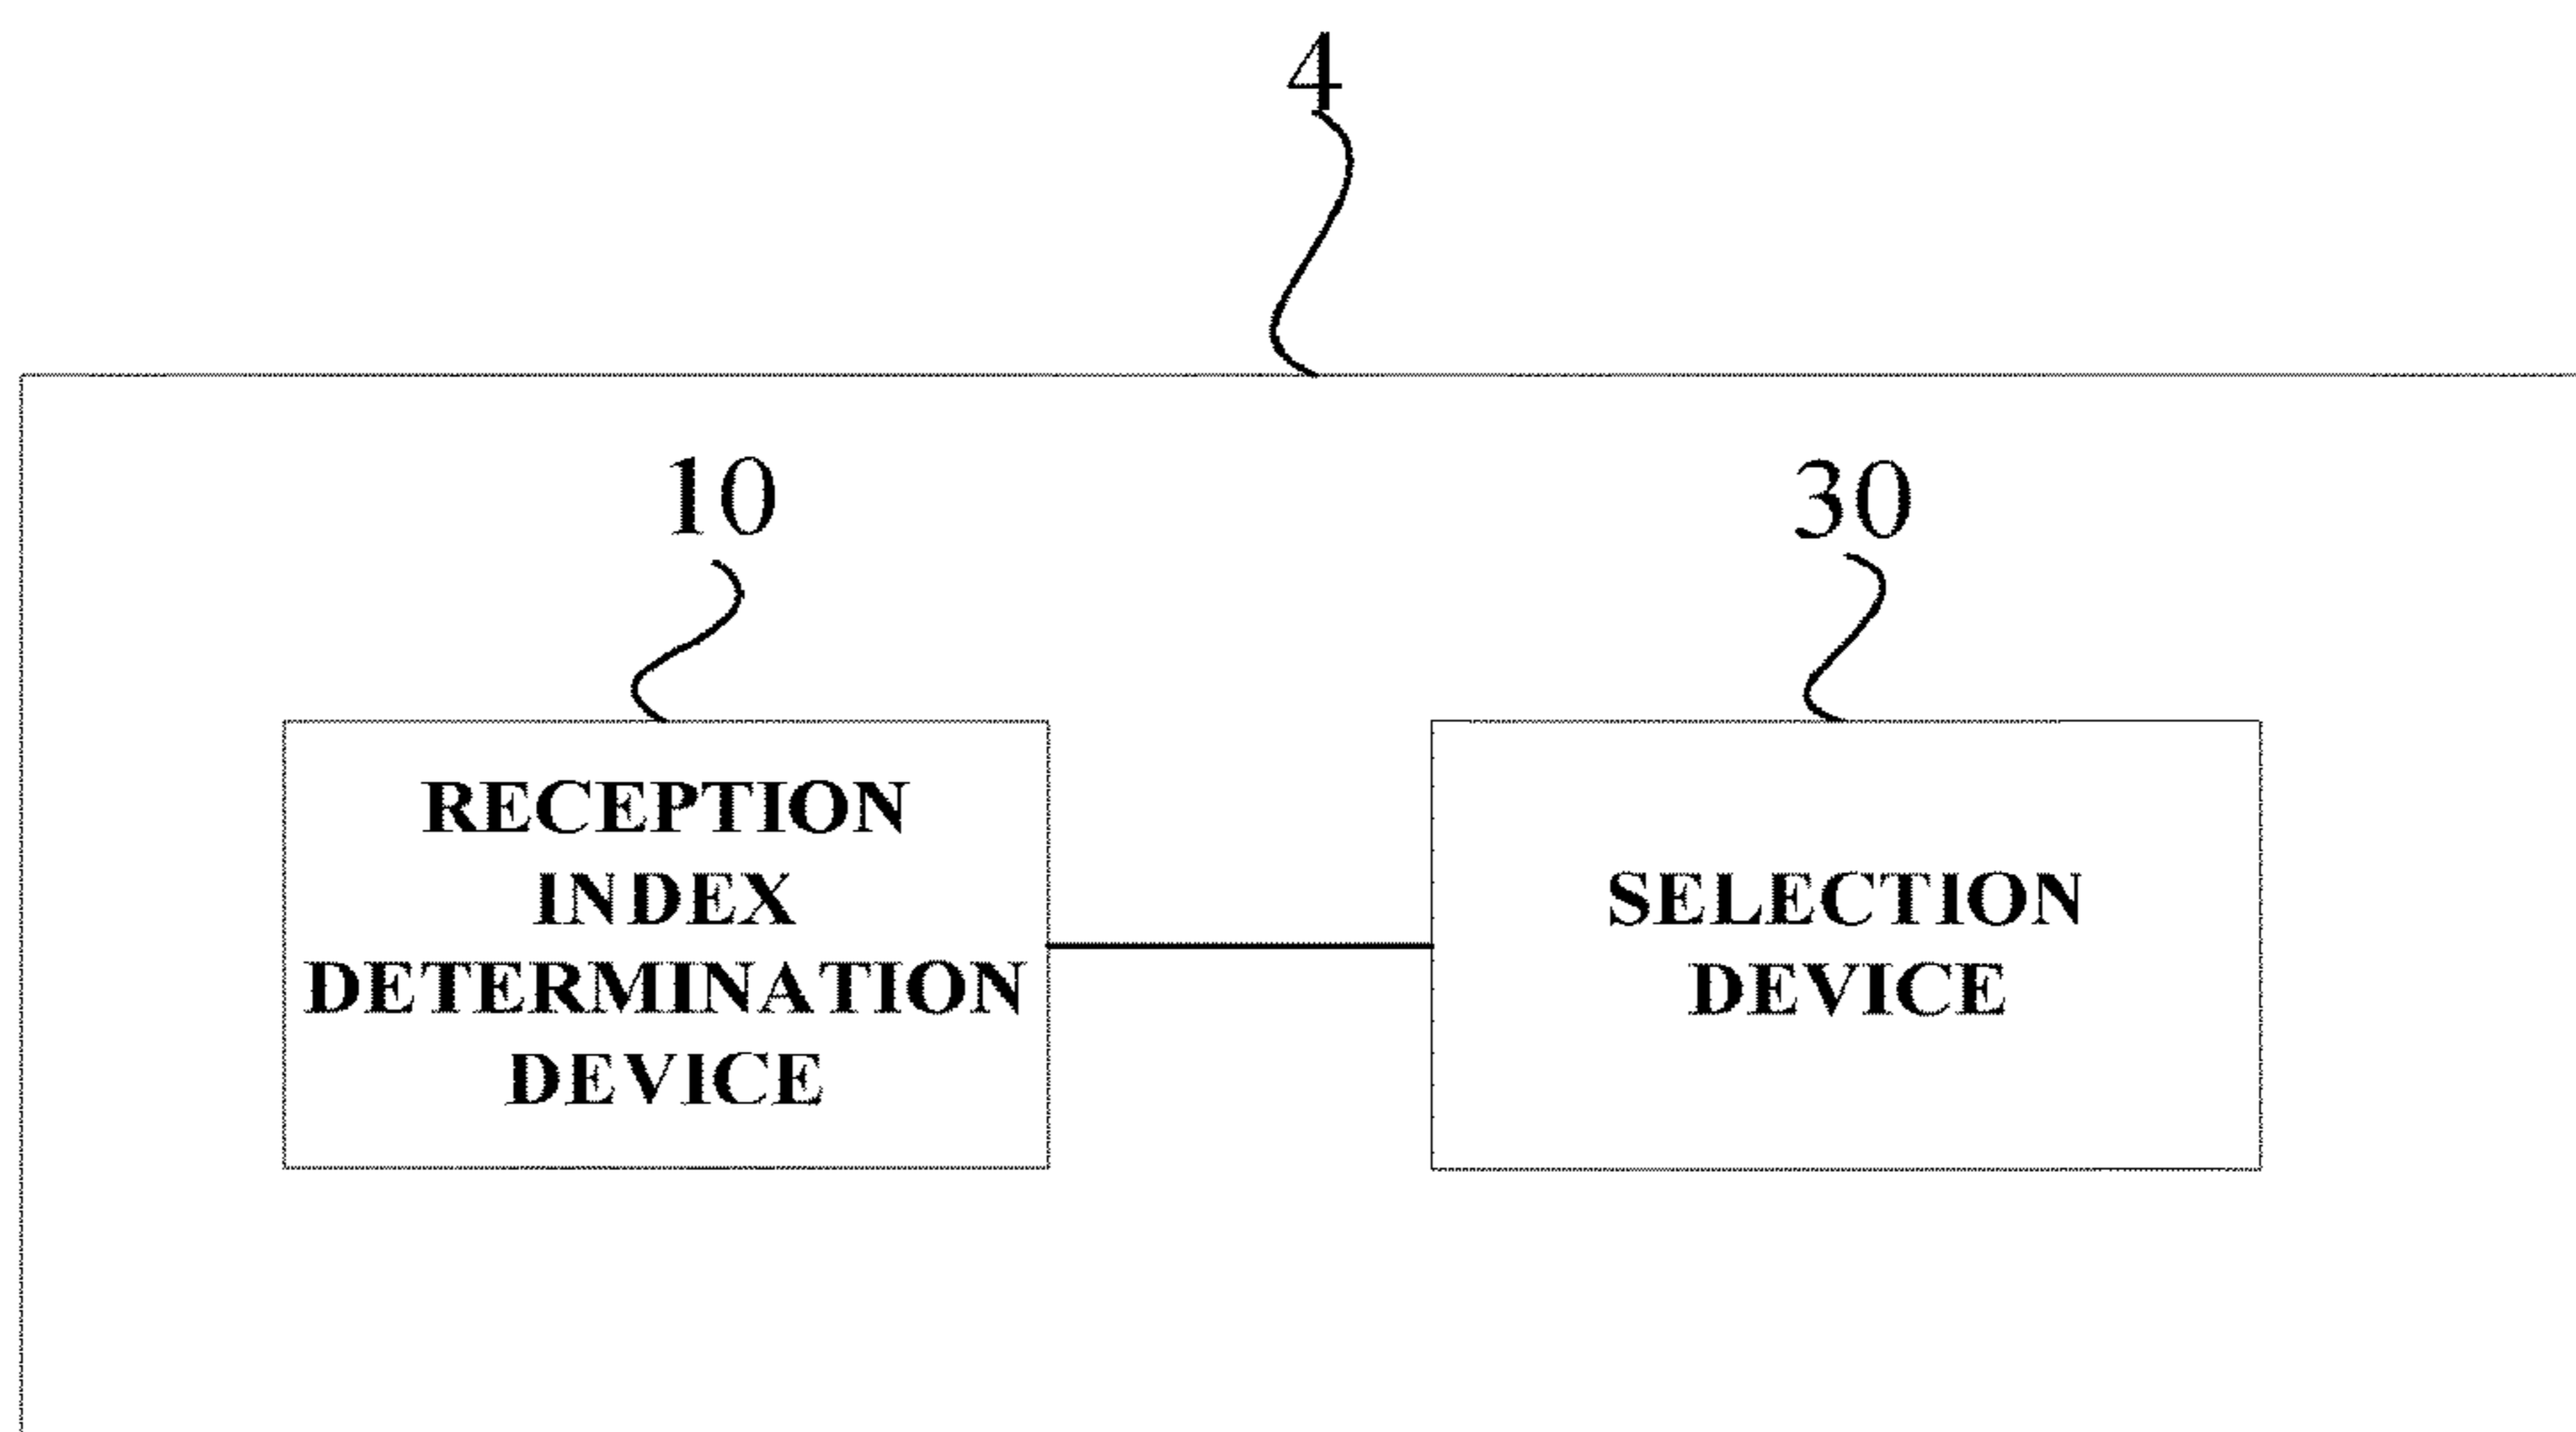 4
10
30
RECEPTION
INDEX
DETERMINATION
DEVICE
SELECTION
DEVICE